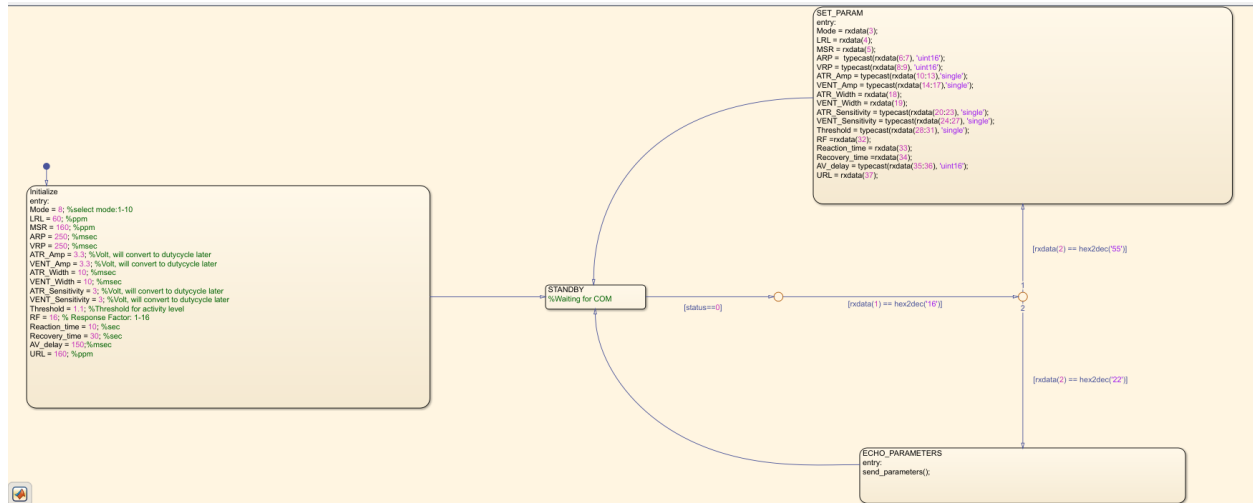 SET_PARAM
entry:
Mode = rxdata(3);
LRL = rxdata(4);
MSR = rxdata(5);
ARP =  typecast(rxdata(6:7), 'uint16');
VRP = typecast(rxdata(8:9), 'uint16');
ATR_Amp = typecast(rxdata(10:13),'single');
VENT_Amp = typecast(rxdata(14:17),'single');
ATR_Width = rxdata(18);
VENT_Width = rxdata(19);
ATR_Sensitivity = typecast(rxdata(20:23), 'single');
VENT_Sensitivity = typecast(rxdata(24:27), 'single');
Threshold = typecast(rxdata(28:31), 'single');
RF =rxdata(32);
Reaction_time = rxdata(33);
Recovery_time =rxdata(34);
AV_delay = typecast(rxdata(35:36), 'uint16');
URL = rxdata(37);
Initialize
entry:
Mode = 8; %select mode:1-10
LRL = 60; %ppm
MSR = 160; %ppm
ARP = 250; %msec
VRP = 250; %msec
ATR_Amp = 3.3; %Volt, will convert to dutycycle later
VENT_Amp = 3.3; %Volt, will convert to dutycycle later
ATR_Width = 10; %msec
VENT_Width = 10; %msec
ATR_Sensitivity = 3; %Volt, will convert to dutycycle later
VENT_Sensitivity = 3; %Volt, will convert to dutycycle later
Threshold = 1.1; %Threshold for activity level
RF = 16; % Response Factor: 1-16
Reaction_time = 10; %sec
Recovery_time = 30; %sec
AV_delay = 150;%msec
URL = 160; %ppm
[rxdata(2) == hex2dec('55')]
STANDBY
%Waiting for COM
[status==0]
[rxdata(1) == hex2dec('16')]
1
2
[rxdata(2) == hex2dec('22')]
ECHO_PARAMETERS
entry:
send_parameters();